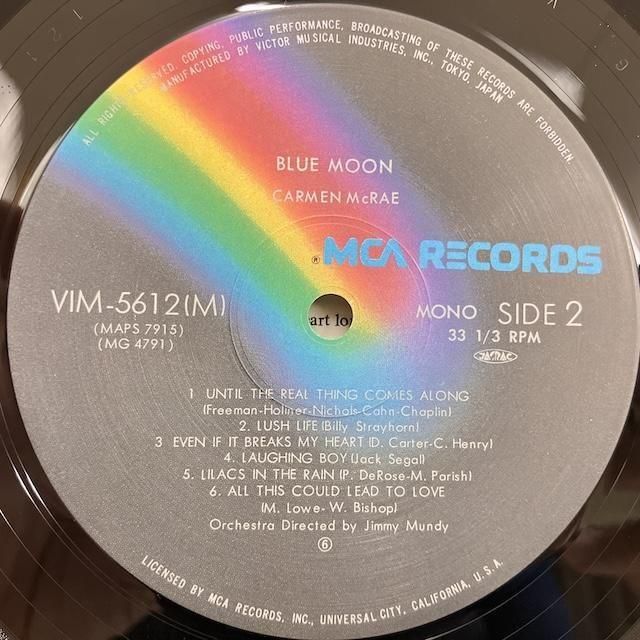 ALL RIGHTS RESERVED. COPYING, PUBLIC PERFORMANCE, BROADCASTING OF THESE RECORDS ARE FORBIDDEN.
MANUFACTURED BY VICTOR MUSICAL INDUSTRIES, INC., TOKYO, JAPAN
BLUE MOON
CARMEN McRAE
® MCA RECORDS
VIM-5612(M)
(MAPS 7915)
(MG 4791)
MONO SIDE 2
33 1/3 RPM
JASRAC
art lo
1 UNTIL THE REAL THING COMES ALONG
(Freeman-Holiner-Nichols-Cahn-Chaplin)
2. LUSH LIFE (Billy Strayhorn)
3 EVEN IF IT BREAKS MY HEART (D. Carter-C. Henry)
4. LAUGHING BOY (Jack Segal)
5. LILACS IN THE RAIN (P. DeRose-M. Parish)
6. ALL THIS COULD LEAD TO LOVE
(M. Lowe- W. Bishop)
Orchestra Directed by Jimmy Mundy
⑥
LICENSED BY MCA RECORDS, INC., UNIVERSAL CITY, CALIFORNIA, U.S.A.